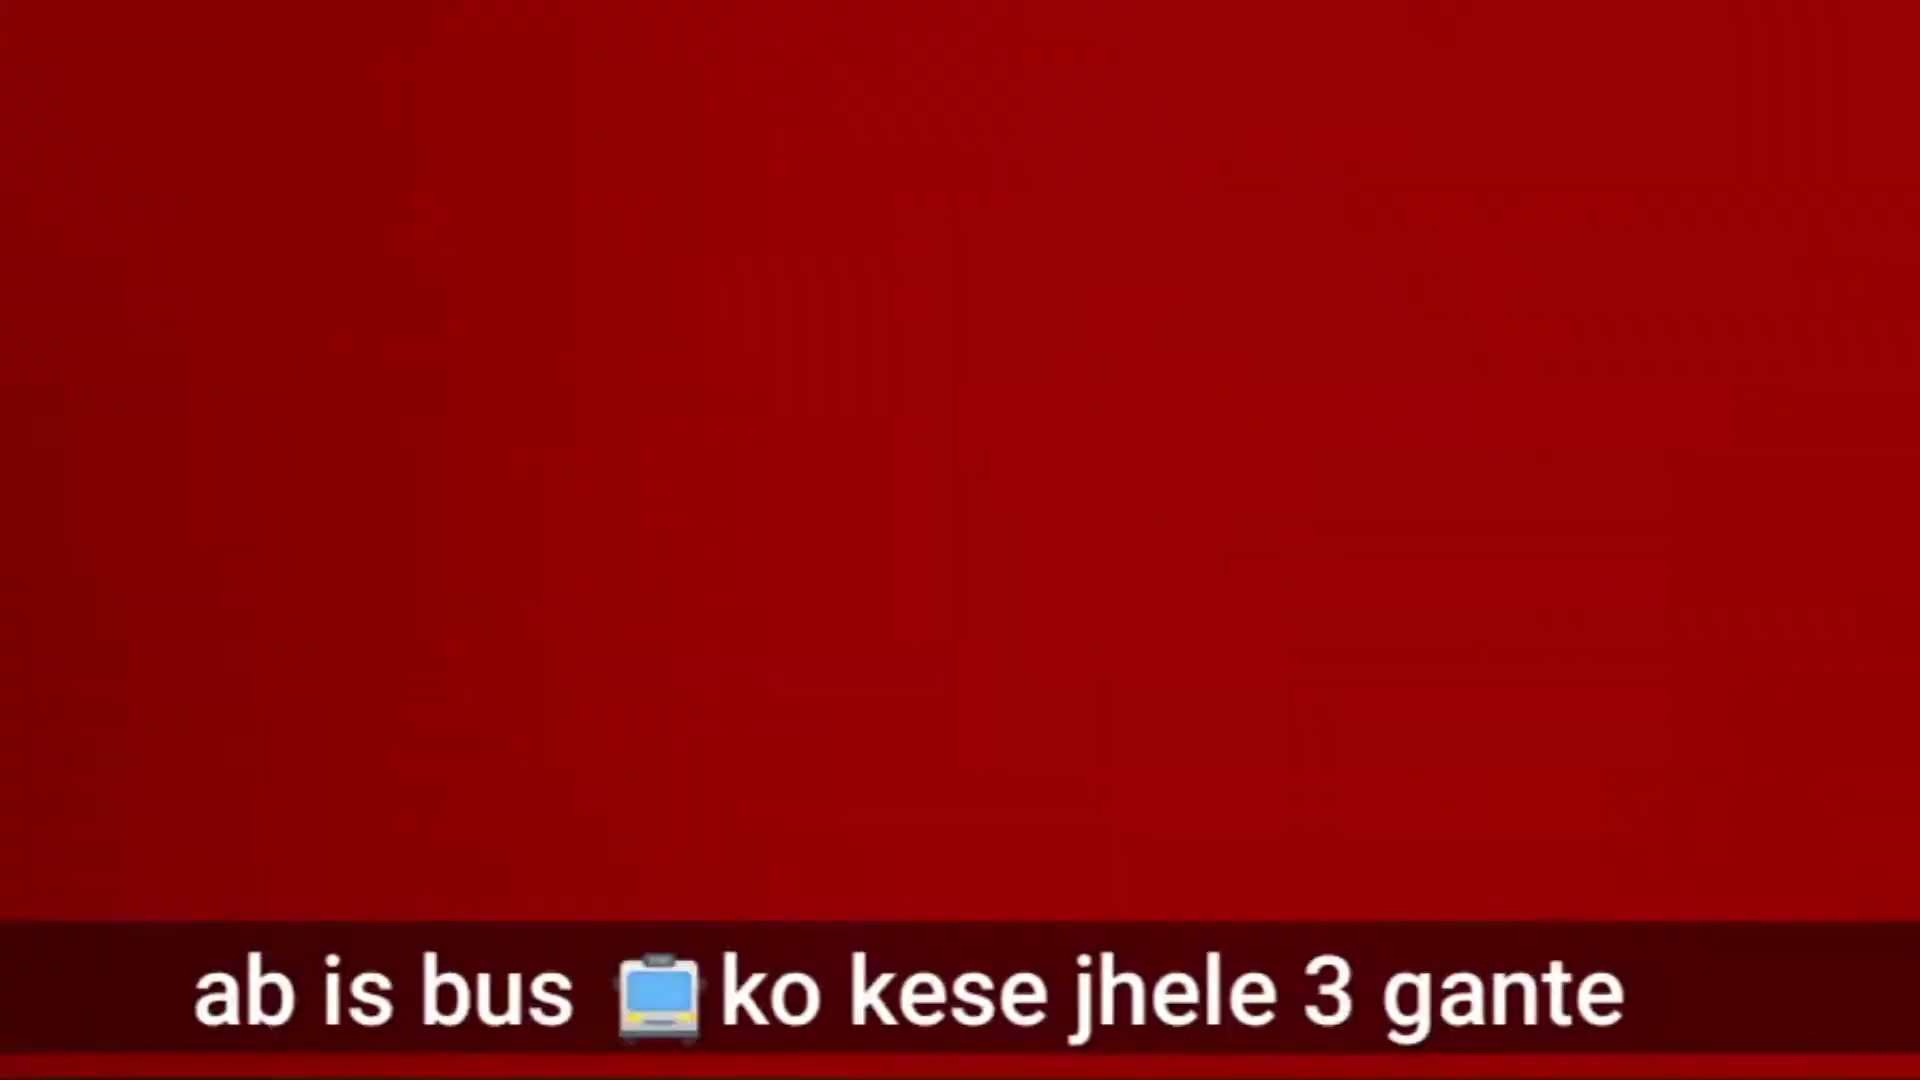 ab is bus 🚍 ko kese jhele 3 gante